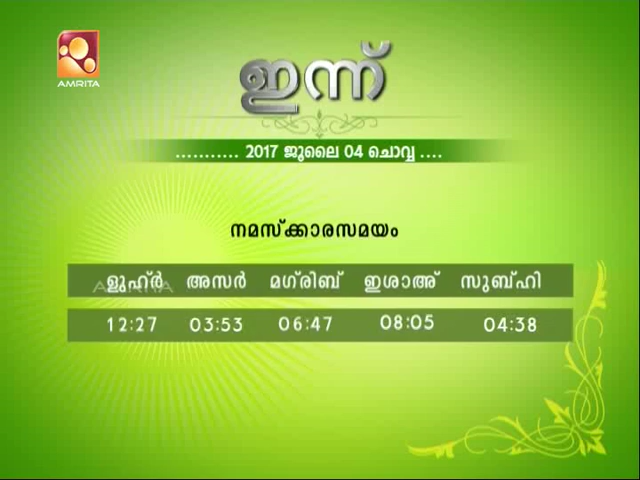 AMRITA
ഇന്ന്
........... 2017 ജൂലൈ 04 ചൊവ്വ ....
നമസ്ക്കാരസമയം
ളുഹ്ർ അസർ മഗ്‌രിബ് ഇശാഅ് സുബ്ഹി
AMRITA
12:27 03:53 06:47 08:05 04:38